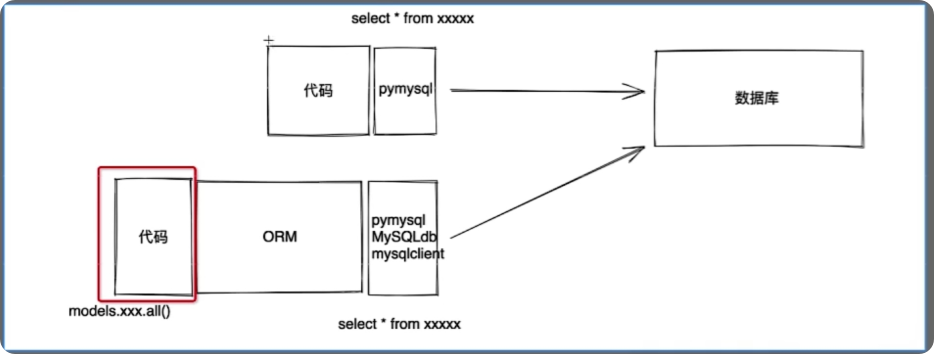 select * from xxxxx
代码
pymysql
数据库
代码
ORM
pymysql
MySQLdb
mysqlclient
models.xxx.all()
select * from xxxxx